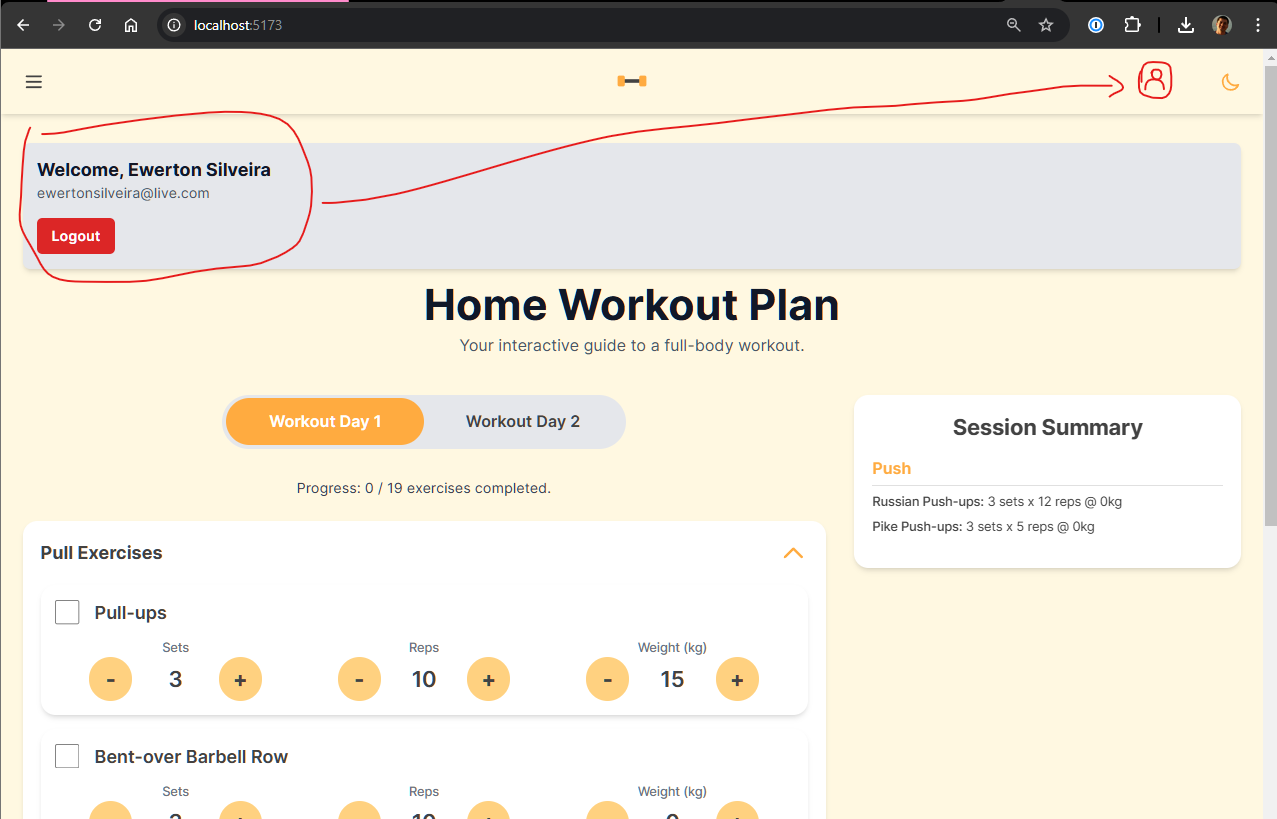 localhost:5173
Welcome, Ewerton Silveira
ewertonsilveira@live.com
Logout
Home Workout Plan
Your interactive guide to a full-body workout.
Workout Day 1 Workout Day 2
Progress: 0 / 19 exercises completed.
Session Summary
Push
Russian Push-ups: 3 sets x 12 reps @ 0kg
Pike Push-ups: 3 sets x 5 reps @ 0kg
Pull Exercises
Pull-ups
Sets Reps Weight (kg)
- 3 + - 10 + - 15 +
Bent-over Barbell Row
Sets Reps Weight (kg)